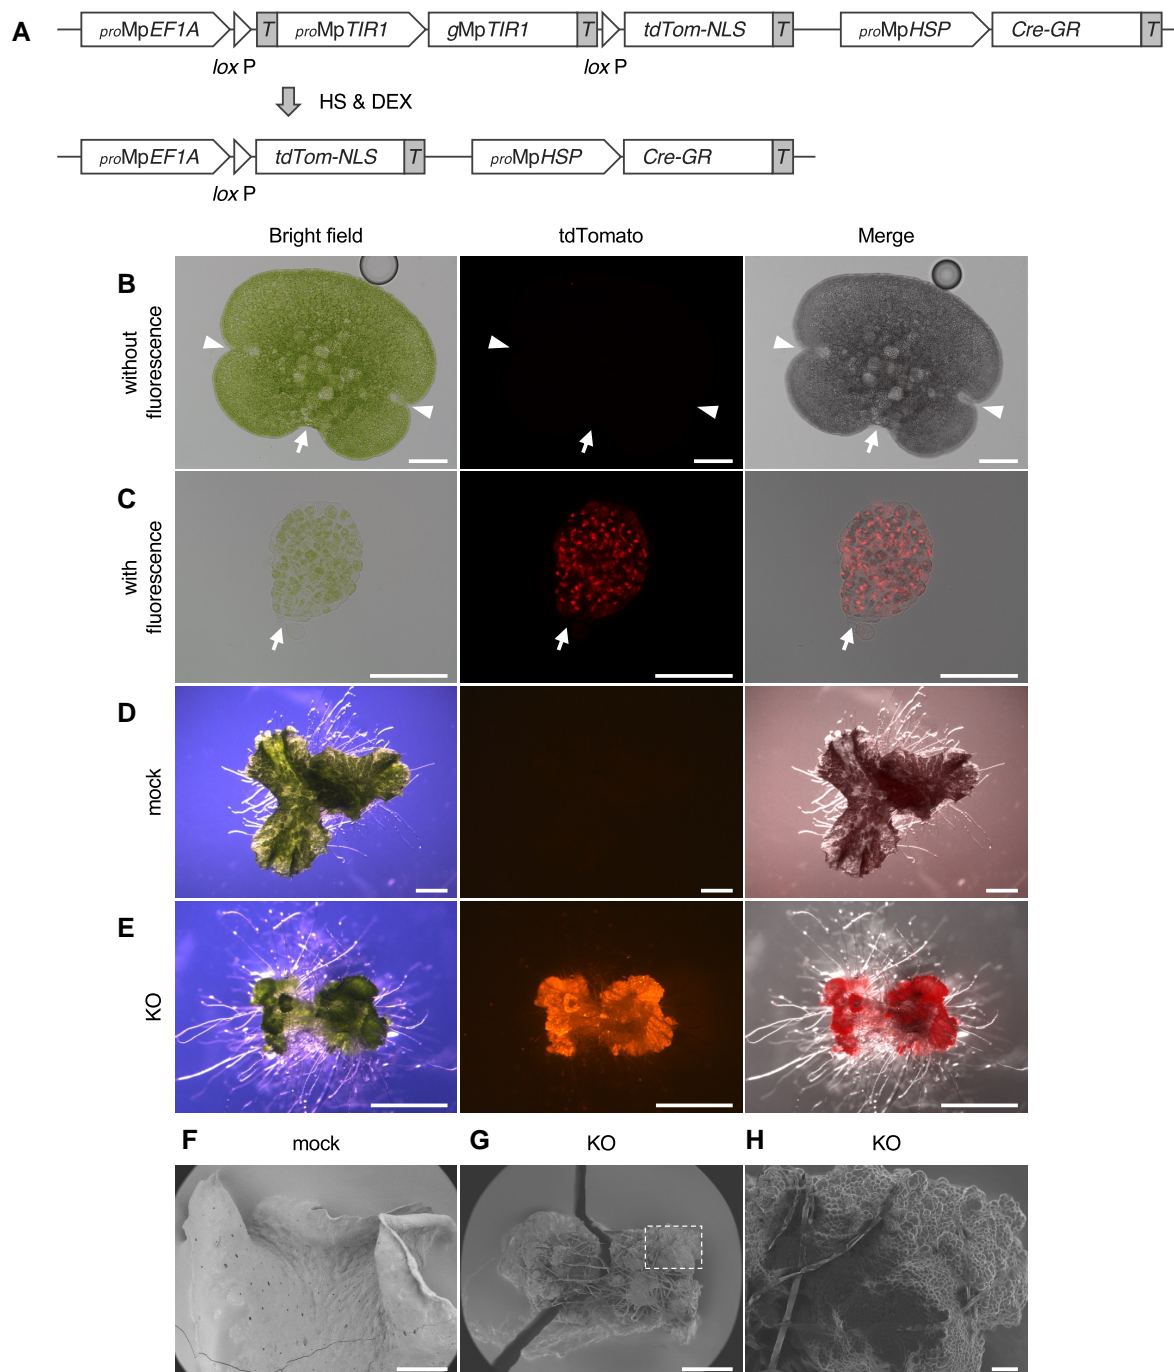 A
proMpEF1A T proMpTIR1 gMpTIR1 T tdTom-NLS T proMpHSP Cre-GR T
lox P lox P
HS & DEX
proMpEF1A tdTom-NLS T proMpHSP Cre-GR T
lox P
Bright field tdTomato Merge
B
without
fluorescence
C
with
fluorescence
D
mock
E
KO
F mock G KO H KO